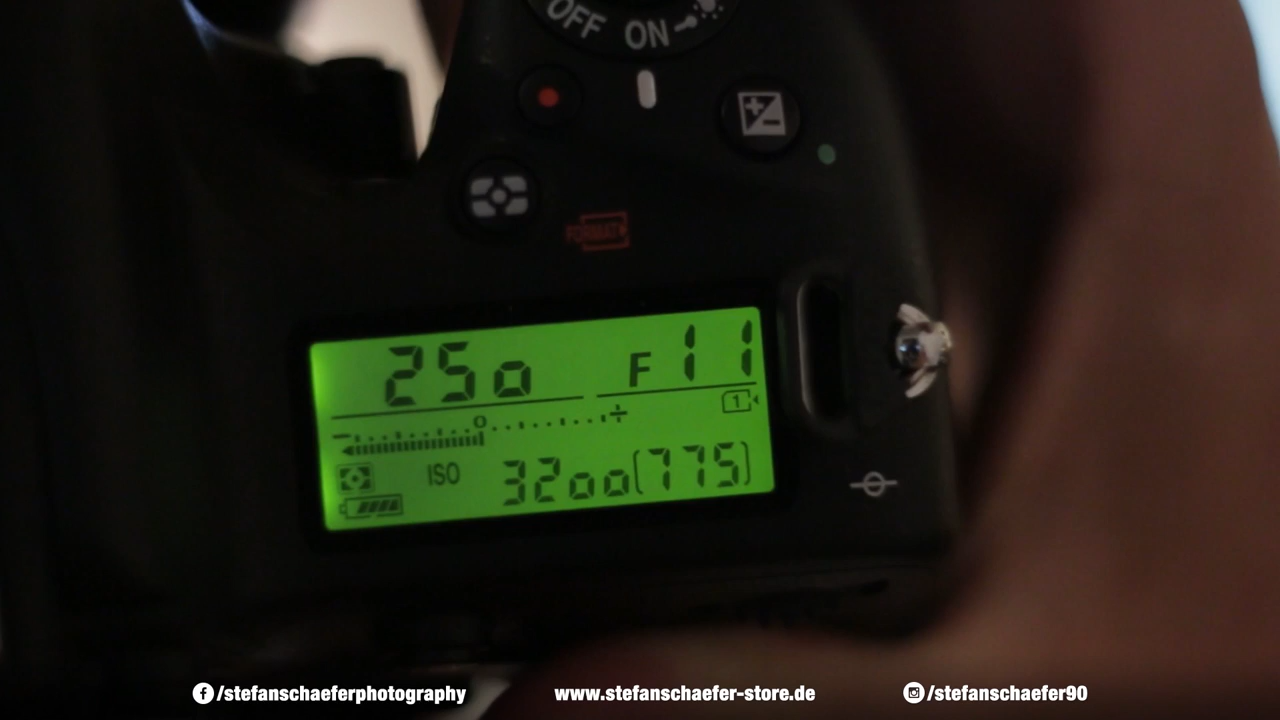 OFF ON
FORMAT
250 F11
1
ISO 3200(775)
/stefanschaeferphotography www.stefanschaefer-store.de /stefanschaefer90